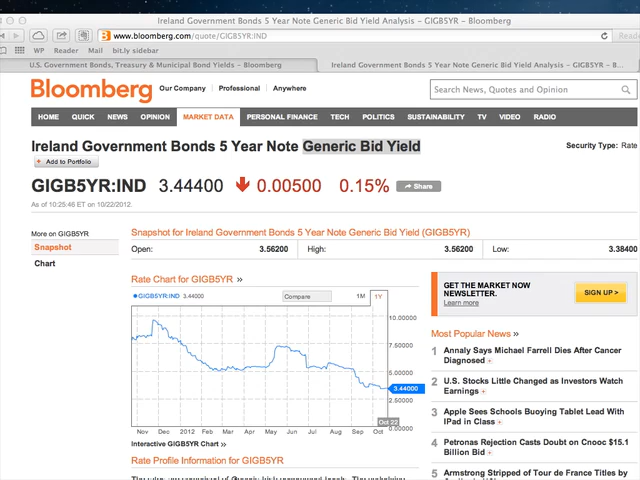 Ireland Government Bonds 5 Year Note Generic Bid Yield Analysis – GIGB5YR – Bloomberg
www.bloomberg.com/quote/GIGB5YR:IND
Reade
WP Reader Mail bit.ly sidebar
U.S. Government Bonds, Treasury & Municipal Bond Yields – Bloomberg
Ireland Government Bonds 5 Year Note Generic Bid Yield Analysis – GIGB5YR – B...
Bloomberg
Our Company Professional Anywhere
Search News, Quotes and Opinion
HOME QUICK NEWS OPINION MARKET DATA PERSONAL FINANCE TECH POLITICS SUSTAINABILITY TV VIDEO RADIO
Ireland Government Bonds 5 Year Note Generic Bid Yield
Security Type: Rate
+ Add to Portfolio
GIGB5YR:IND 3.44400 0.00500 0.15% Share
As of 10:25:46 ET on 10/22/2012.
More on GIGB5YR
Snapshot
Chart
Snapshot for Ireland Government Bonds 5 Year Note Generic Bid Yield (GIGB5YR)
Open: 3.56200 High: 3.56200 Low: 3.38400
Rate Chart for GIGB5YR »
GIGB5YR:IND 3.44400 Compare 1M 1Y
10.00000
7.50000
5.00000
3.44000
2.50000
0.00000
Oct 22
Nov Dec 2012 Feb Mar Apr May Jun Jul Aug Sep Oct
Interactive GIGB5YR Chart ››
Rate Profile Information for GIGB5YR
GET THE MARKET NOW
NEWSLETTER.
Learn more
SIGN UP >
Most Popular News »
1 Annaly Says Michael Farrell Dies After Cancer
Diagnosed +
2 U.S. Stocks Little Changed as Investors Watch
Earnings +
3 Apple Sees Schools Buoying Tablet Lead With
IPad in Class +
4 Petronas Rejection Casts Doubt on Cnooc $15.1
Billion Bid +
5 Armstrong Stripped of Tour de France Titles by